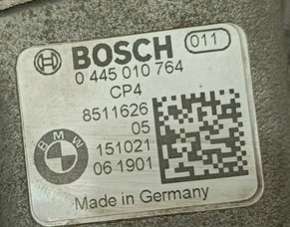 BOSCH 011
0 445 010 764
CP4
8511626
05
BMW 151021
06 1901
Made in Germany